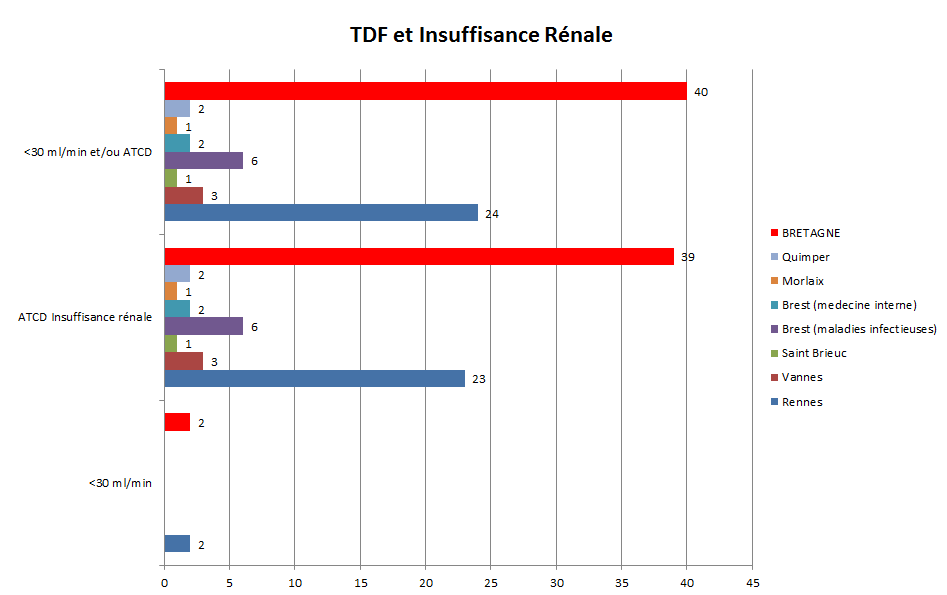 TDF et Insuffisance Rénale
<30 ml/min et/ou ATCD
40
2
1
2
6
1
3
24
ATCD Insuffisance rénale
39
2
1
2
6
1
3
23
<30 ml/min
2
2
0 5 10 15 20 25 30 35 40 45
BRETAGNE
Quimper
Morlaix
Brest (medecine interne)
Brest (maladies infectieuses)
Saint Brieuc
Vannes
Rennes